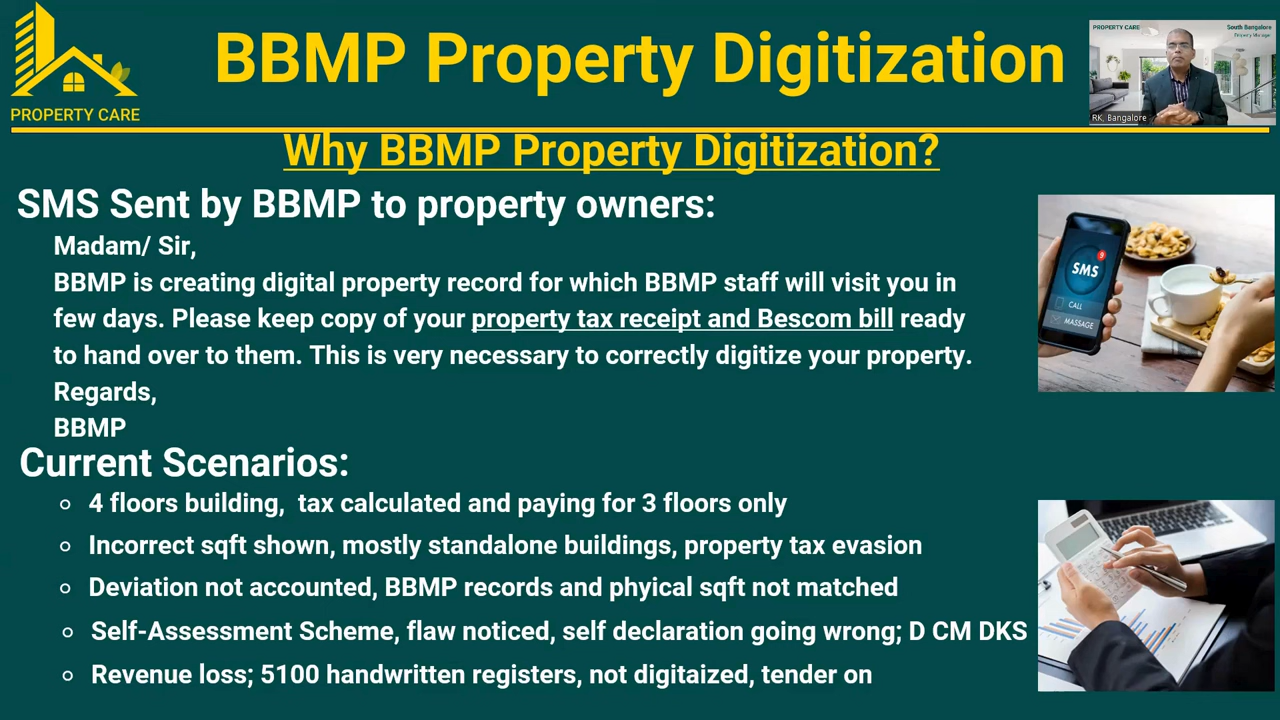 BBMP Property Digitization
PROPERTY CARE
PROPERTY CARE
South Bangalore
Property Manager
RK, Bangalore
Why BBMP Property Digitization?
SMS Sent by BBMP to property owners:
Madam/ Sir,
BBMP is creating digital property record for which BBMP staff will visit you in
few days. Please keep copy of your property tax receipt and Bescom bill ready
to hand over to them. This is very necessary to correctly digitize your property.
Regards,
BBMP
SMS
9
CALL
MASSAGE
Current Scenarios:
4 floors building, tax calculated and paying for 3 floors only
Incorrect sqft shown, mostly standalone buildings, property tax evasion
Deviation not accounted, BBMP records and phyical sqft not matched
Self-Assessment Scheme, flaw noticed, self declaration going wrong; D CM DKS
Revenue loss; 5100 handwritten registers, not digitaized, tender on